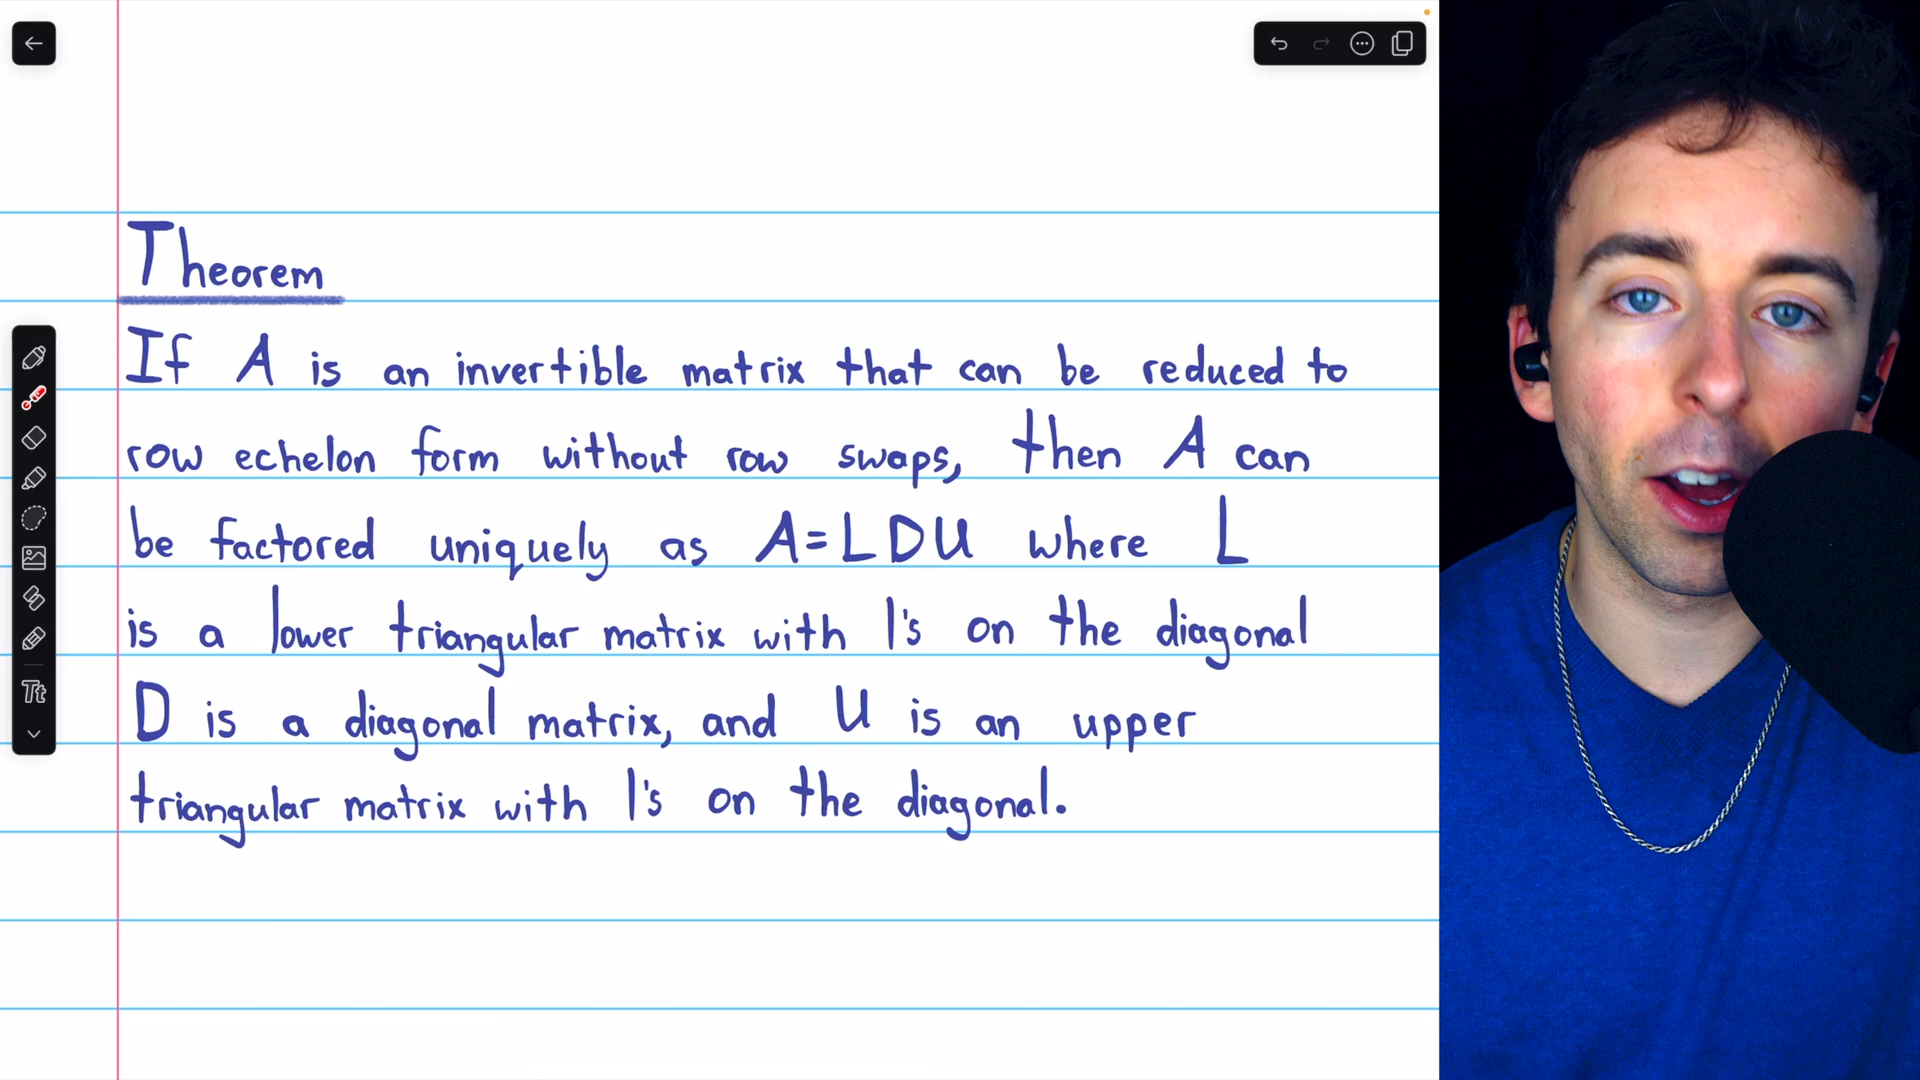 Theorem
If A is an invertible matrix that can be reduced to
row echelon form without row swaps, then A can
be factored uniquely as A=LDU where L
is a lower triangular matrix with 1's on the diagonal
D is a diagonal matrix, and U is an upper
triangular matrix with 1's on the diagonal.
Tt